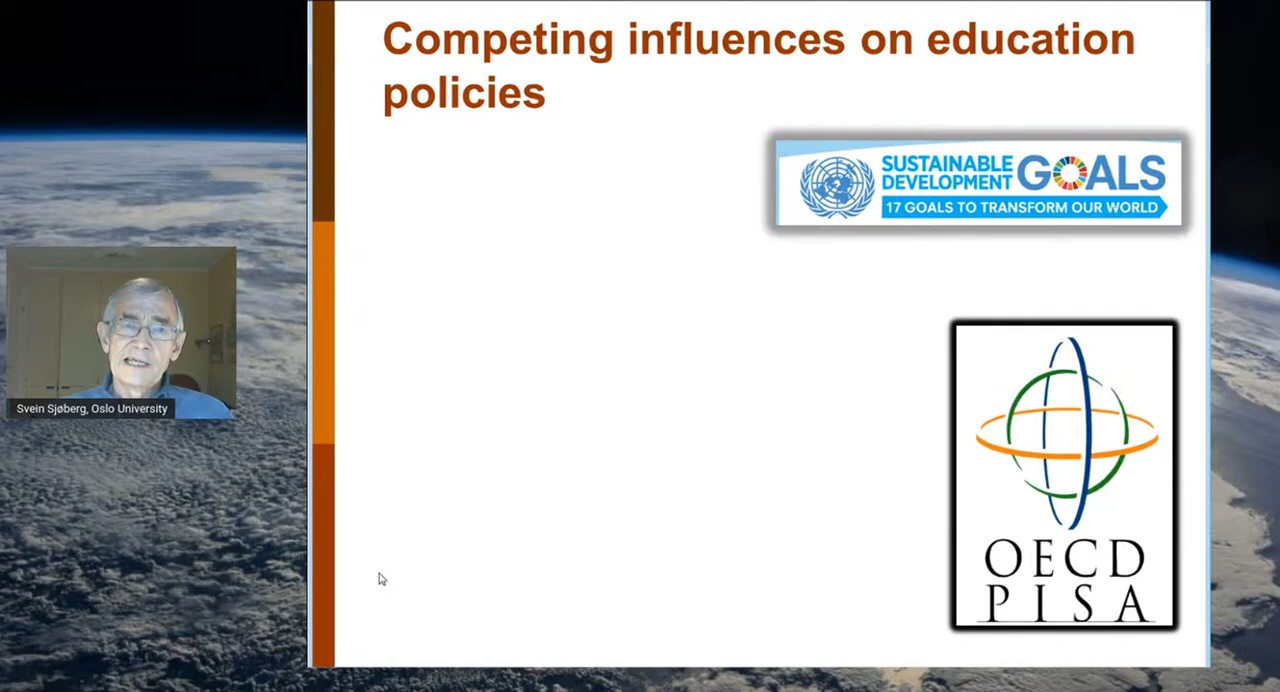 Competing influences on education
policies
SUSTAINABLE
DEVELOPMENT GOALS
17 GOALS TO TRANSFORM OUR WORLD
Svein Sjøberg, Oslo University
OECD
PISA